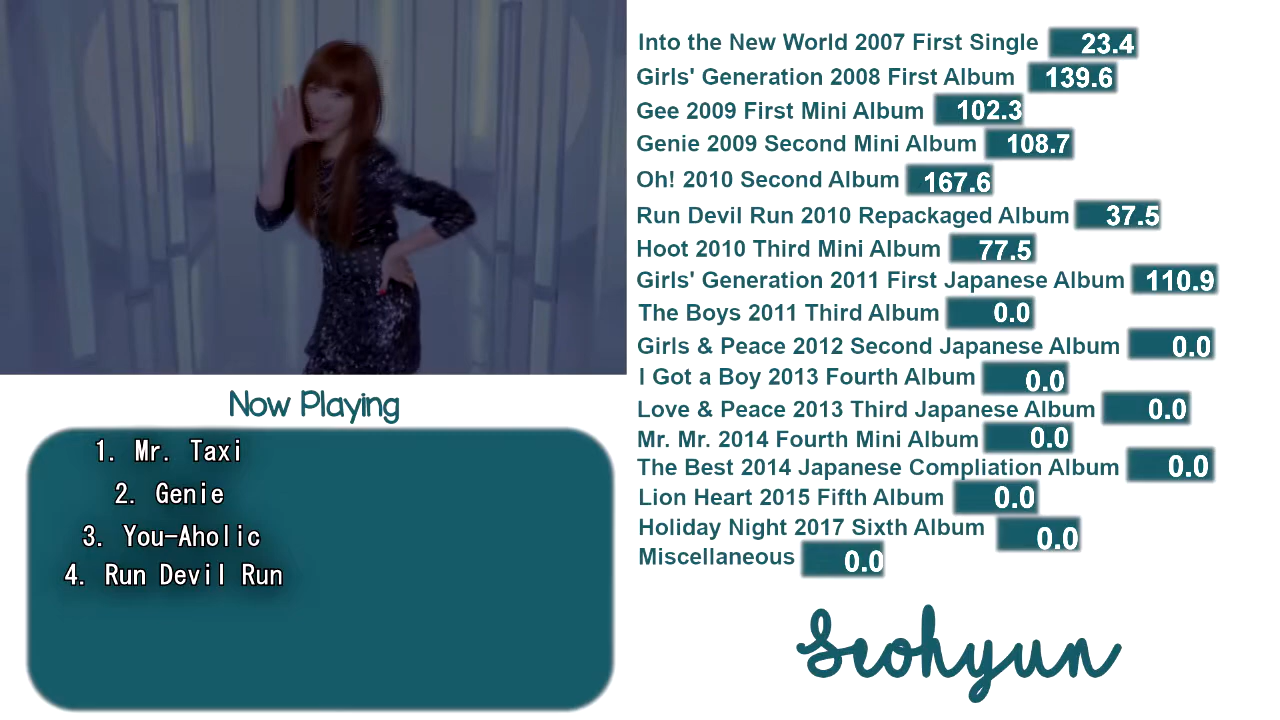 Into the New World 2007 First Single 23.4
Girls' Generation 2008 First Album 139.6
Gee 2009 First Mini Album 102.3
Genie 2009 Second Mini Album 108.7
Oh! 2010 Second Album 167.6
Run Devil Run 2010 Repackaged Album 37.5
Hoot 2010 Third Mini Album 77.5
Girls' Generation 2011 First Japanese Album 110.9
The Boys 2011 Third Album 0.0
Girls & Peace 2012 Second Japanese Album 0.0
I Got a Boy 2013 Fourth Album 0.0
Love & Peace 2013 Third Japanese Album 0.0
Mr. Mr. 2014 Fourth Mini Album 0.0
The Best 2014 Japanese Compliation Album 0.0
Lion Heart 2015 Fifth Album 0.0
Holiday Night 2017 Sixth Album 0.0
Miscellaneous 0.0
Now Playing
1. Mr. Taxi
2. Genie
3. You-Aholic
4. Run Devil Run
Seohyun